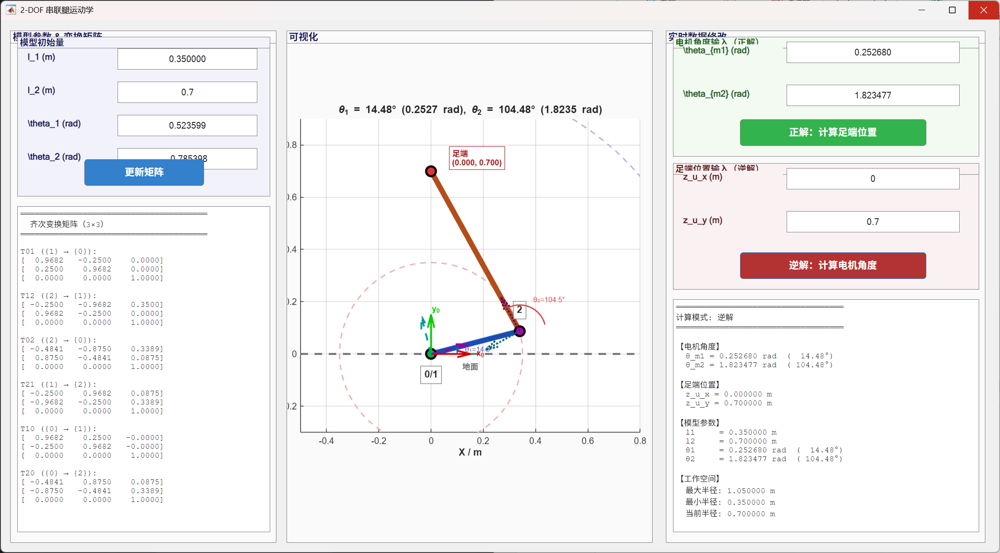 2-DOF 串联腿运动学
模型参数 & 变换矩阵
模型初始量
l_1 (m)
0.350000
l_2 (m)
0.7
\theta_1 (rad)
0.523599
\theta_2 (rad)
0.785398
更新矩阵
齐次变换矩阵 (3×3)
T01 ({1} → {0}):
[ 0.9682 -0.2500 0.0000]
[ 0.2500 0.9682 0.0000]
[ 0.0000 0.0000 1.0000]
T12 ({2} → {1}):
[ -0.2500 -0.9682 0.3500]
[ 0.9682 -0.2500 0.0000]
[ 0.0000 0.0000 1.0000]
T02 ({2} → {0}):
[ -0.4841 -0.8750 0.3389]
[ 0.8750 -0.4841 0.0875]
[ 0.0000 0.0000 1.0000]
T21 ({1} → {2}):
[ -0.2500 0.9682 0.0875]
[ -0.9682 -0.2500 0.3389]
[ 0.0000 0.0000 1.0000]
T10 ({0} → {1}):
[ 0.9682 0.2500 -0.0000]
[ -0.2500 0.9682 -0.0000]
[ 0.0000 0.0000 1.0000]
T20 ({0} → {2}):
[ -0.4841 0.8750 0.0875]
[ -0.8750 -0.4841 0.3389]
[ 0.0000 0.0000 1.0000]
可视化
θ₁ = 14.48° (0.2527 rad), θ₂ = 104.48° (1.8235 rad)
足端
(0.000, 0.700)
θ₂=104.5°
2
y₀
θ₁=14.
x₀
地面
0/1
.8
.6
.4
.2
0
.2
-0.4 -0.2 0 0.2 0.4 0.6 0.8
X / m
实时数据修改
电机角度输入（正解）
\theta_{m1} (rad)
0.252680
\theta_{m2} (rad)
1.823477
正解：计算足端位置
足端位置输入（逆解）
z_u_x (m)
0
z_u_y (m)
0.7
逆解：计算电机角度
计算模式: 逆解
【电机角度】
θ_m1 = 0.252680 rad ( 14.48°)
θ_m2 = 1.823477 rad ( 104.48°)
【足端位置】
z_u_x = 0.000000 m
z_u_y = 0.700000 m
【模型参数】
l1 = 0.350000 m
l2 = 0.700000 m
θ1 = 0.252680 rad ( 14.48°)
θ2 = 1.823477 rad ( 104.48°)
【工作空间】
最大半径: 1.050000 m
最小半径: 0.350000 m
当前半径: 0.700000 m